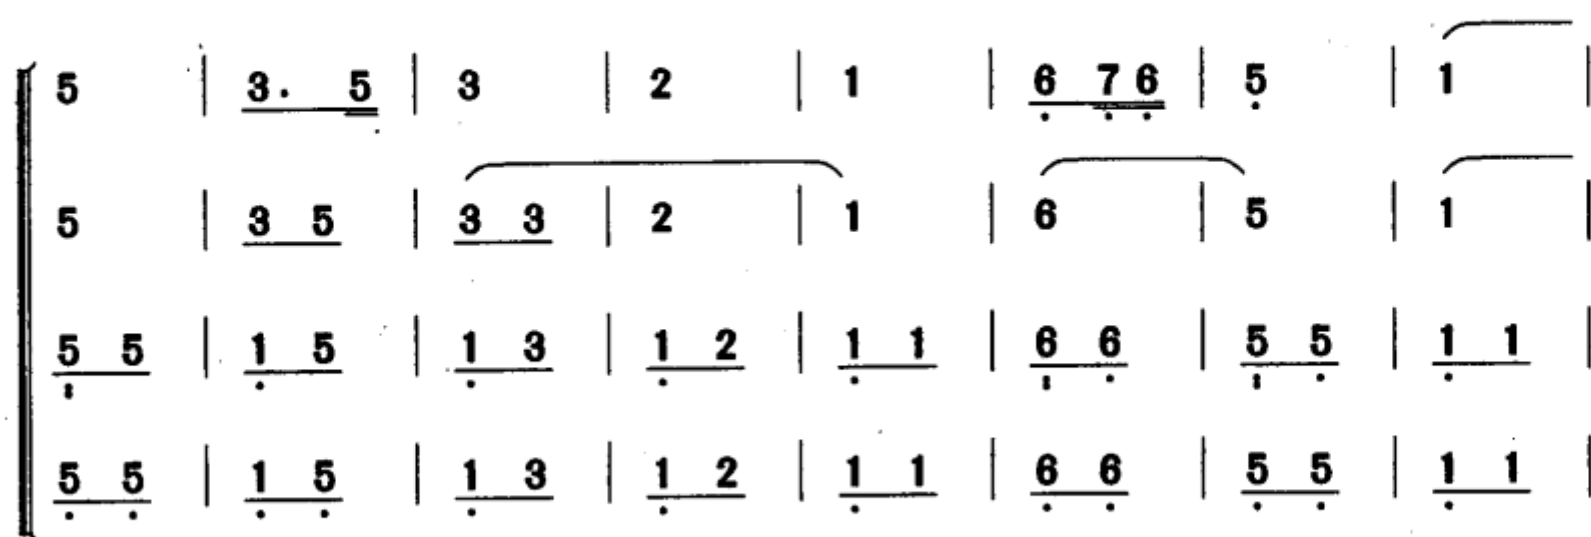 5 | 3. 5 | 3 | 2 | 1 | 6 7 6 | 5 | 1 |
5 | 3 5 | 3 3 | 2 | 1 | 6 | 5 | 1 |
5 5 | 1 5 | 1 3 | 1 2 | 1 1 | 6 6 | 5 5 | 1 1 |
5 5 | 1 5 | 1 3 | 1 2 | 1 1 | 6 6 | 5 5 | 1 1 |